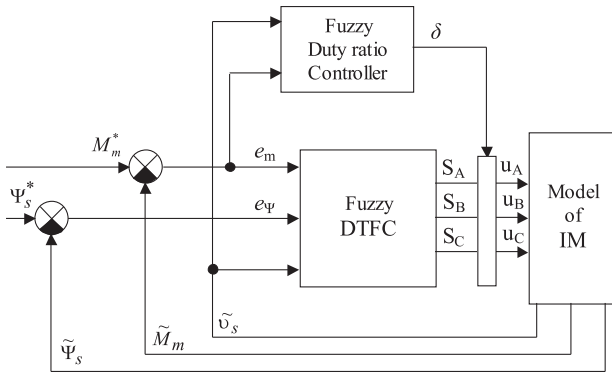 Fuzzy
Duty ratio
Controller
δ
M*m
em
Ψ*s
eΨ
Fuzzy
DTFC
SA
SB
SC
uA
uB
uC
Model
of
IM
υ̃s
M̃m
Ψ̃s